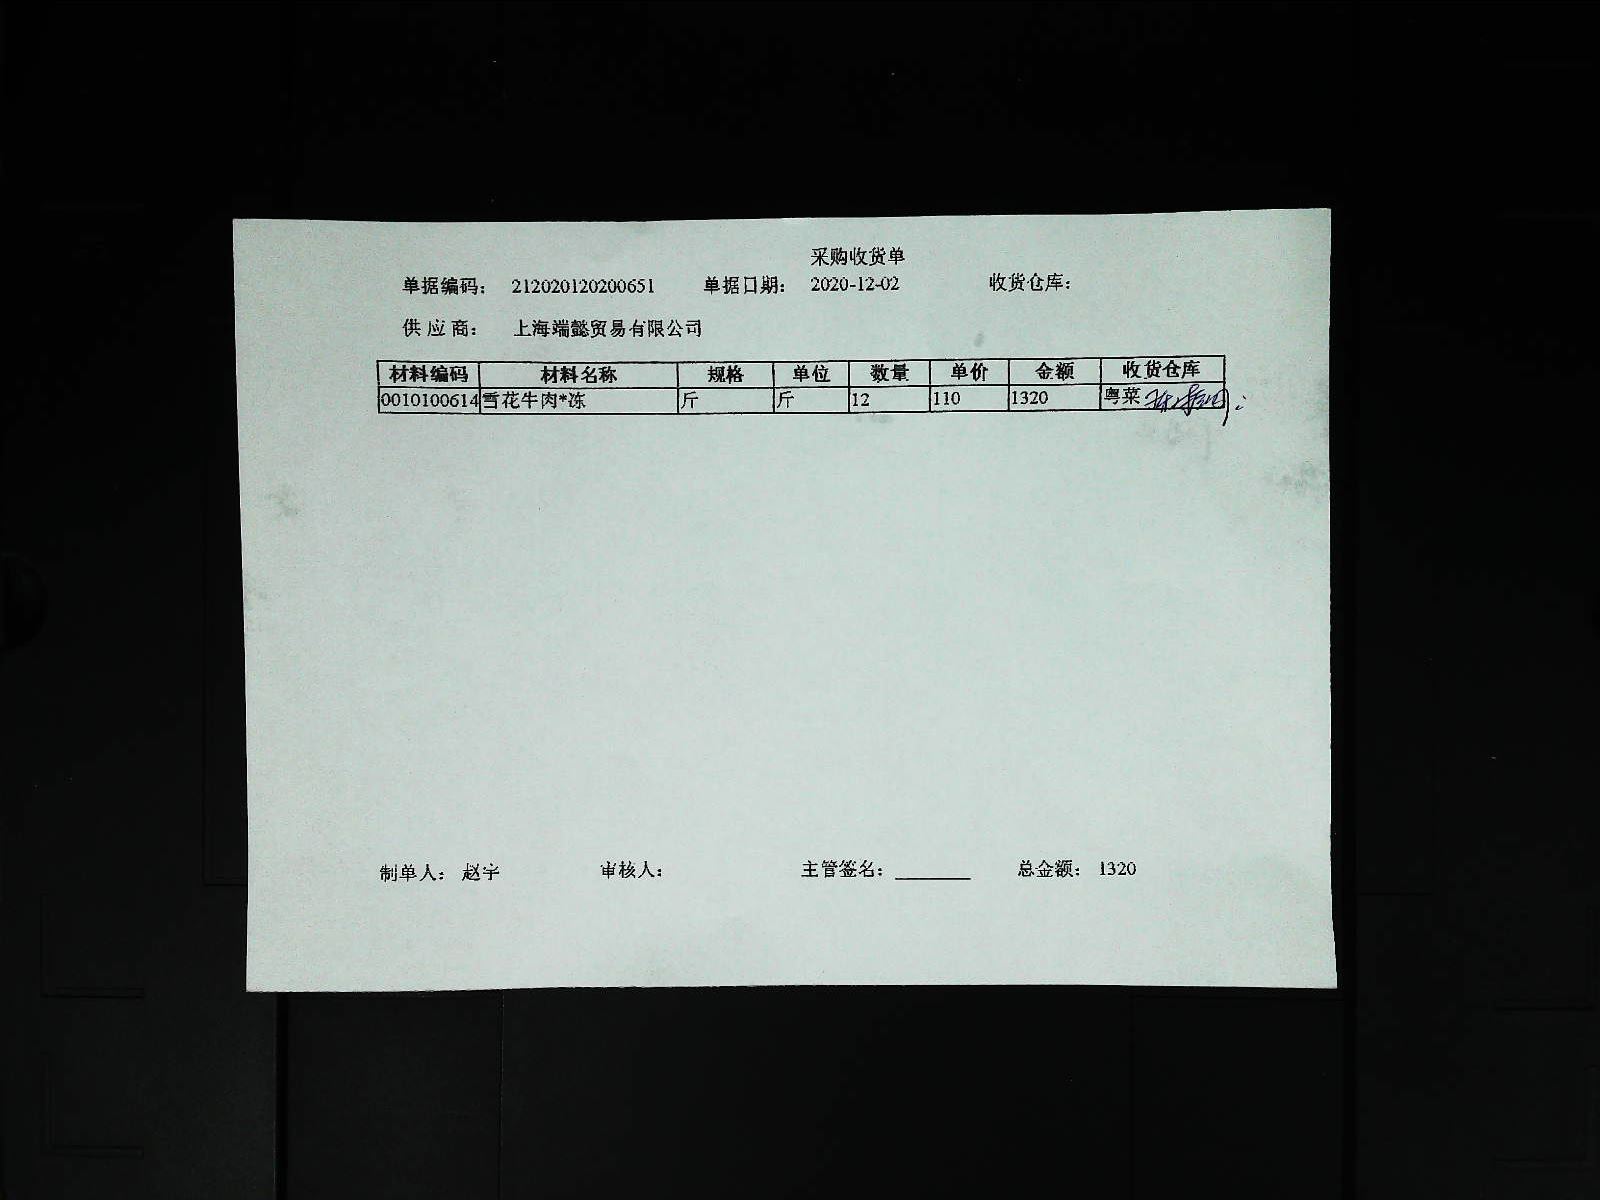 采购收货单
单据编码： 212020120200651 单据日期： 2020-12-02 收货仓库：
供应商： 上海端懿贸易有限公司
材料编码 材料名称 规格 单位 数量 单价 金额 收货仓库
0010100614 雪花牛肉*冻 斤 斤 12 110 1320 粤菜
制单人： 赵宇 审核人： 主管签名： 总金额： 1320